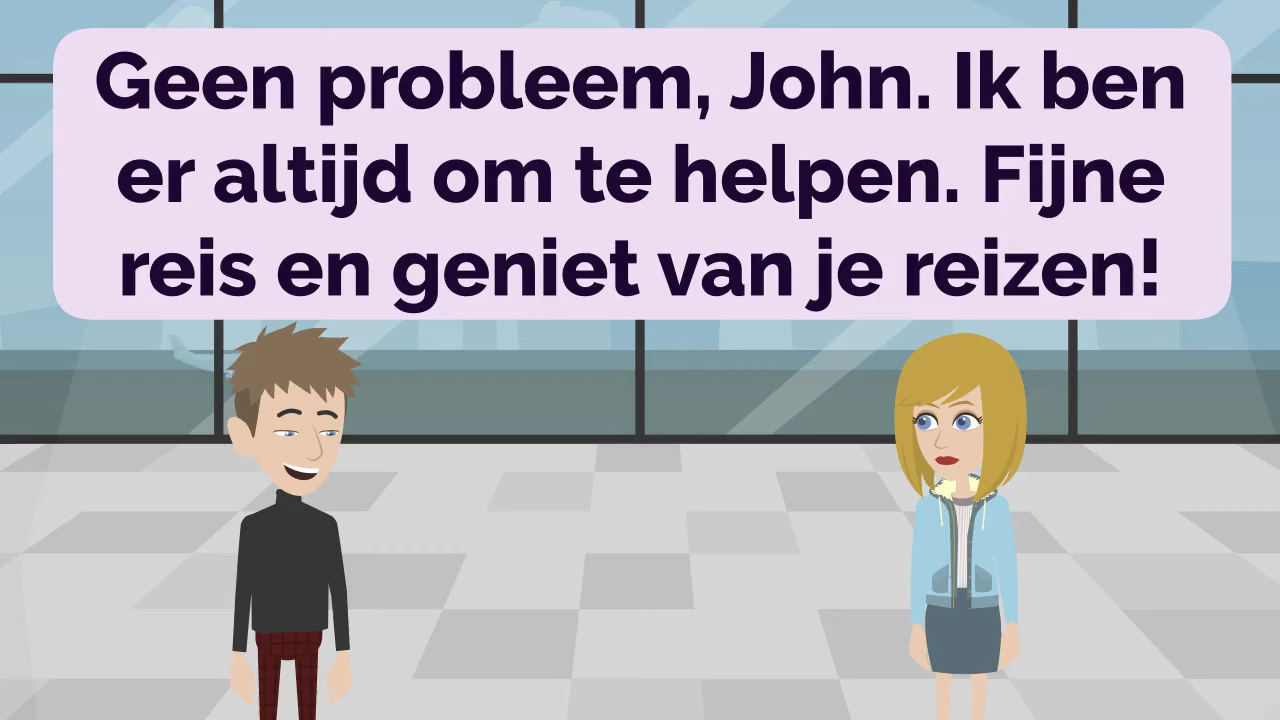 Geen probleem, John. Ik ben
er altijd om te helpen. Fijne
reis en geniet van je reizen!